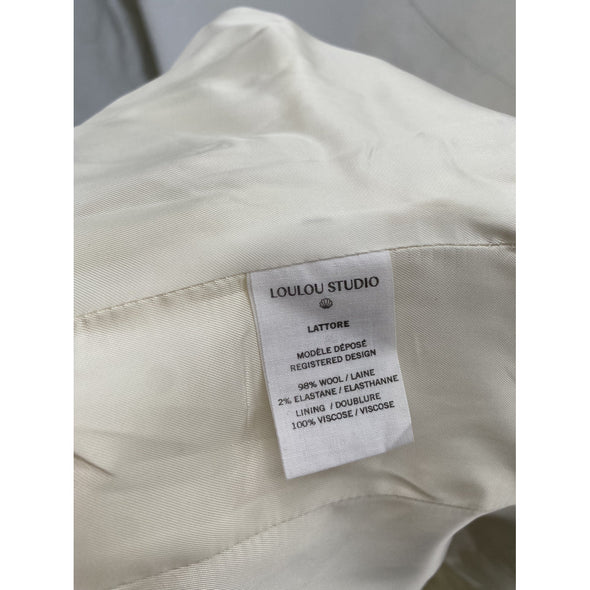 LOULOU STUDIO
LATTORE
MODÈLE DÉPOSÉ
REGISTERED DESIGN
98% WOOL / LAINE
2% ELASTANE / ELASTHANNE
LINING / DOUBLURE
100% VISCOSE / VISCOSE